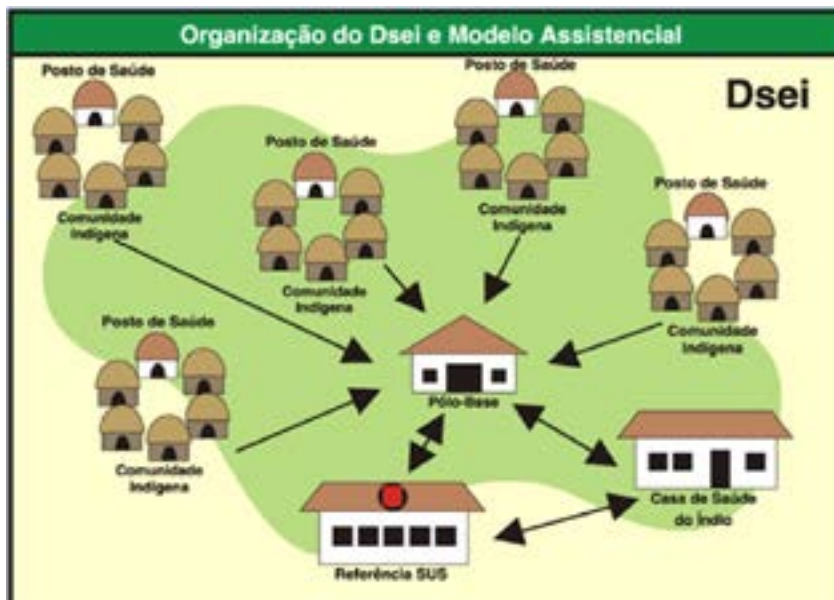 Organização do Dsei e Modelo Assistencial
Dsei
Posto de Saúde
Comunidade
Indígena
Posto de Saúde
Comunidade
Indígena
Posto de Saúde
Comunidade
Indígena
Posto de Saúde
Comunidade
Indígena
Posto de Saúde
Comunidade
Indígena
Pólo-Base
Casa de Saúde
do Índio
Referência SUS